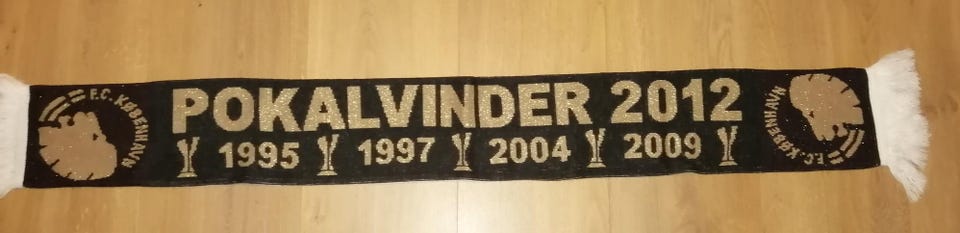 F.C. KØBENHAVN
POKALVINDER 2012
1995 1997 2004 2009
F.C. KØBENHAVN